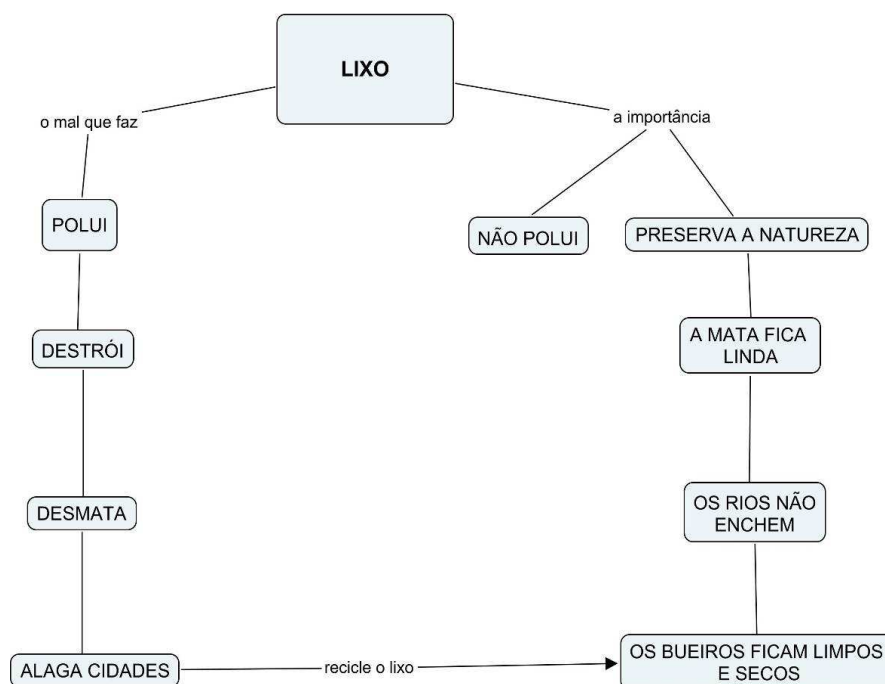 LIXO
o mal que faz
a importância
POLUI
NÃO POLUI
PRESERVA A NATUREZA
DESTRÓI
A MATA FICA
LINDA
DESMATA
OS RIOS NÃO
ENCHEM
ALAGA CIDADES
recicle o lixo
OS BUEIROS FICAM LIMPOS
E SECOS